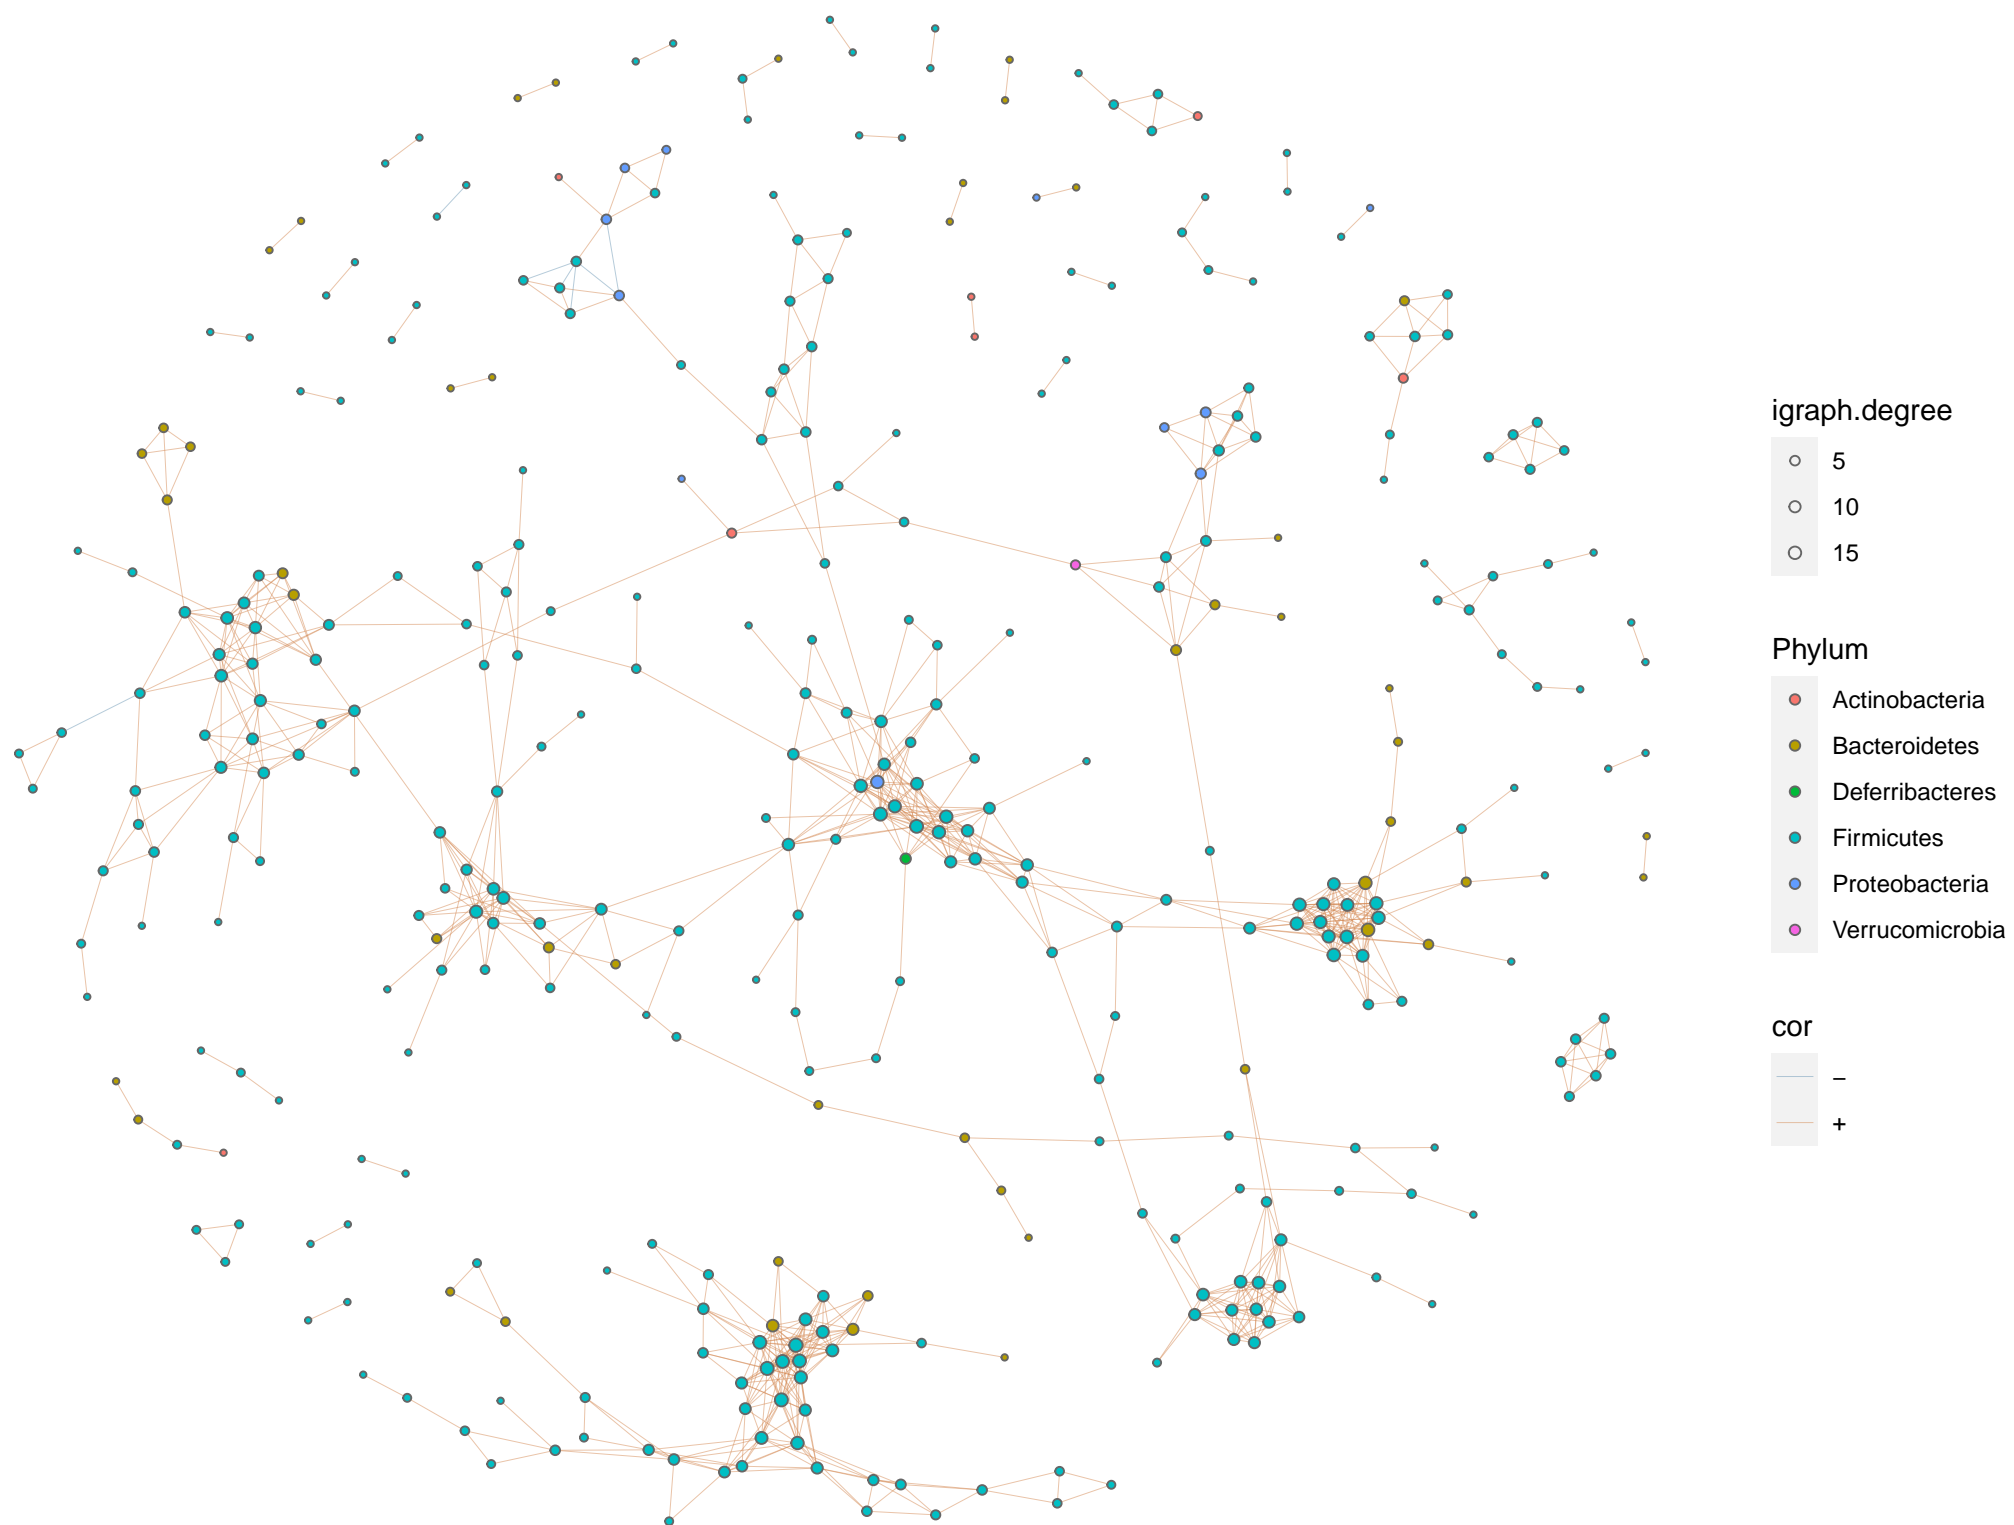 igraph.degree
5
10
15
Phylum
Actinobacteria
Bacteroidetes
Deferribacteres
Firmicutes
Proteobacteria
Verrucomicrobia
cor
–
+